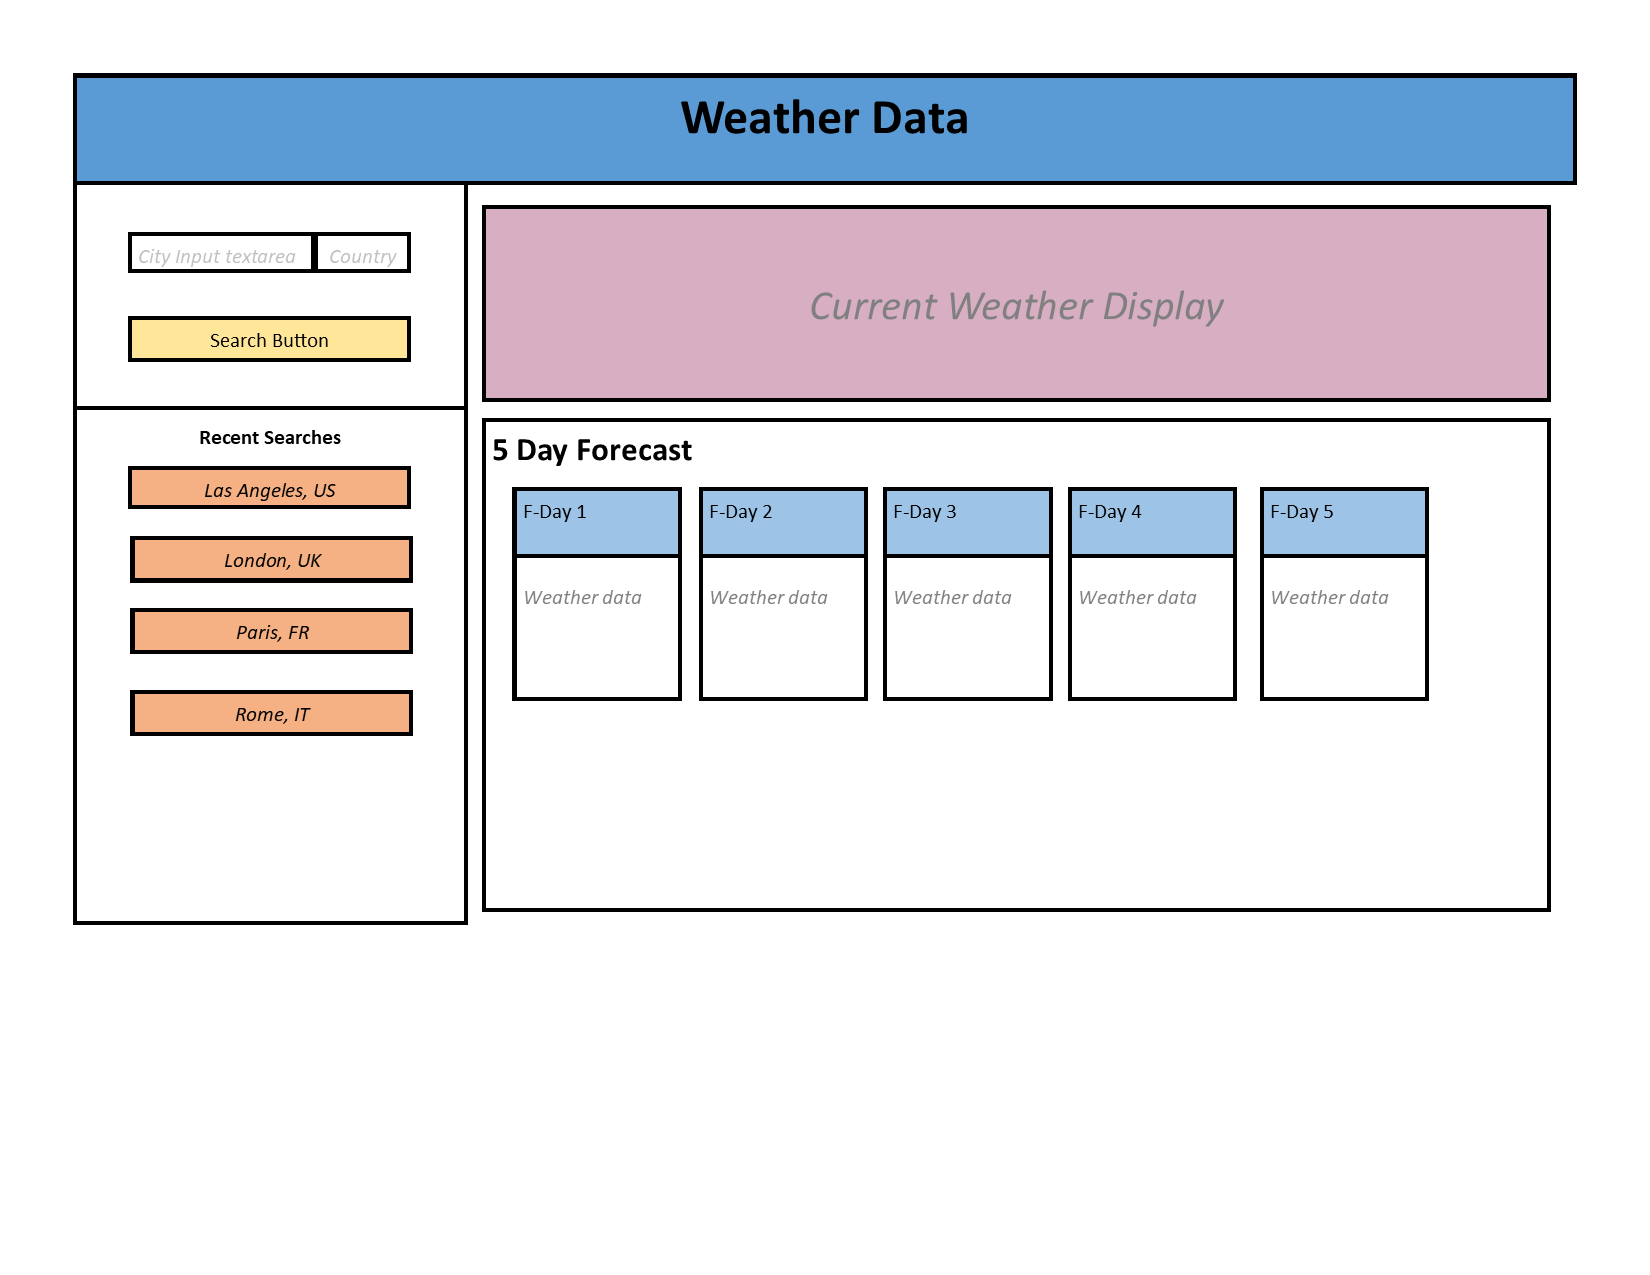 Weather Data
City Input textarea
Country
Search Button
Recent Searches
Las Angeles, US
London, UK
Paris, FR
Rome, IT
Current Weather Display
5 Day Forecast
F-Day 1
Weather data
F-Day 2
Weather data
F-Day 3
Weather data
F-Day 4
Weather data
F-Day 5
Weather data